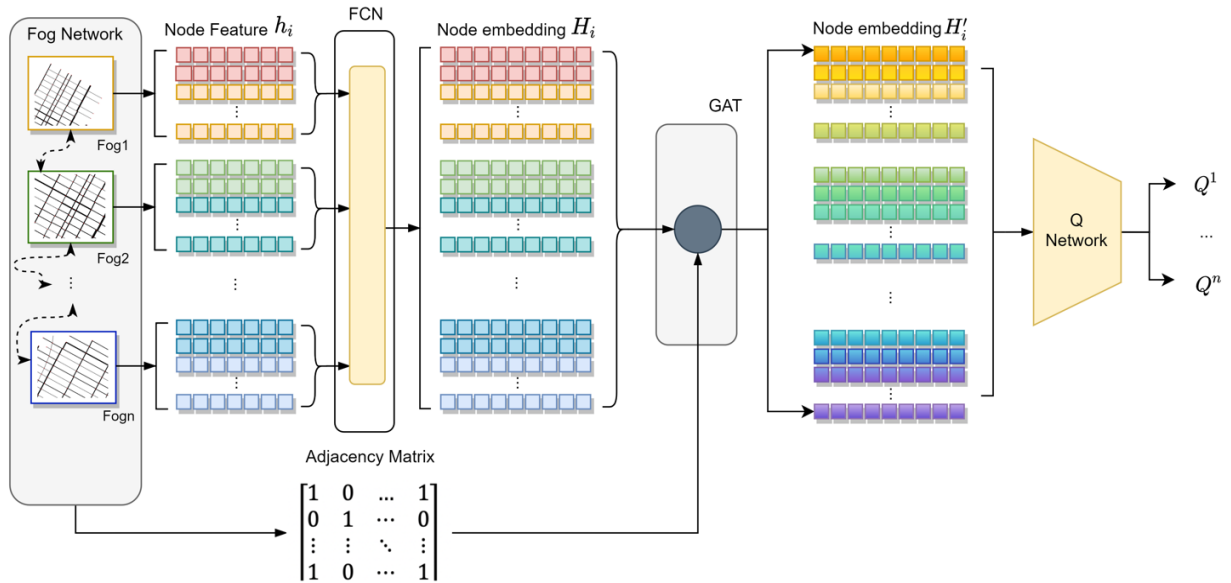 Fog Network
Node Feature h_i
FCN
Node embedding H_i
Node embedding H'_i
GAT
Fog1
Fog2
⋮
Fogn
⋮
⋮
⋮
⋮
⋮
⋮
⋮
⋮
⋮
⋮
⋮
⋮
Q
Network
Q^1
...
Q^n
Adjacency Matrix
1 0 ... 1
0 1 ⋯ 0
⋮ ⋮ ⋱ ⋮
1 0 ⋯ 1